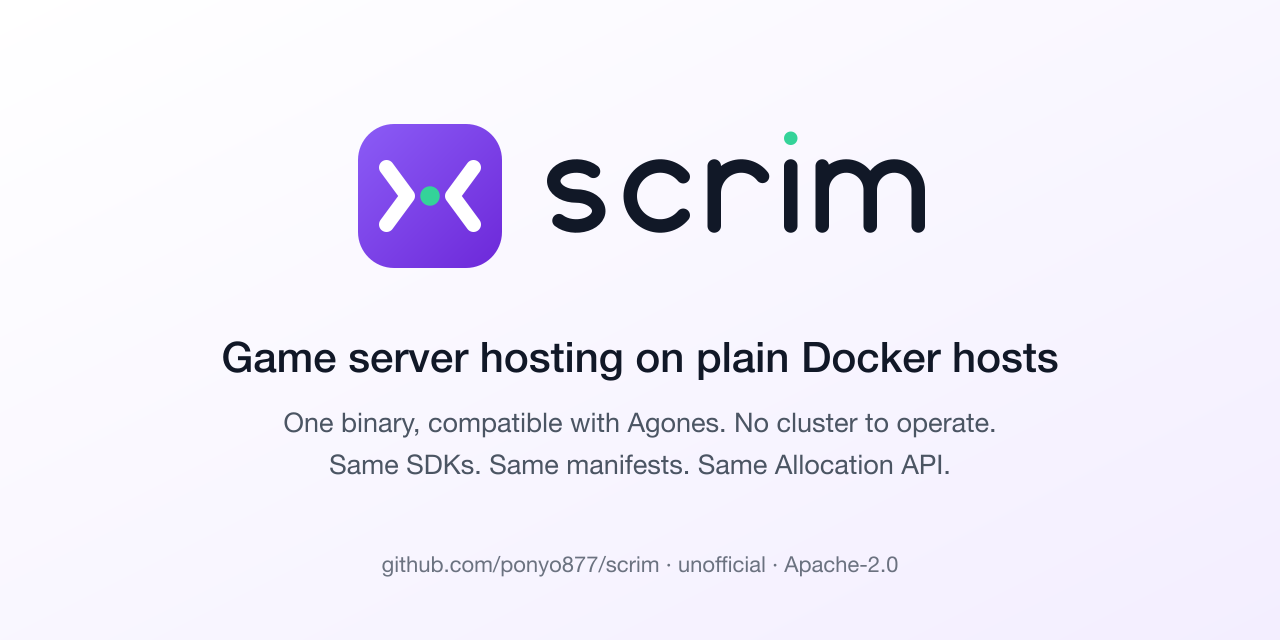 scrim
Game server hosting on plain Docker hosts
One binary, compatible with Agones. No cluster to operate.
Same SDKs. Same manifests. Same Allocation API.
github.com/ponyo877/scrim · unofficial · Apache-2.0